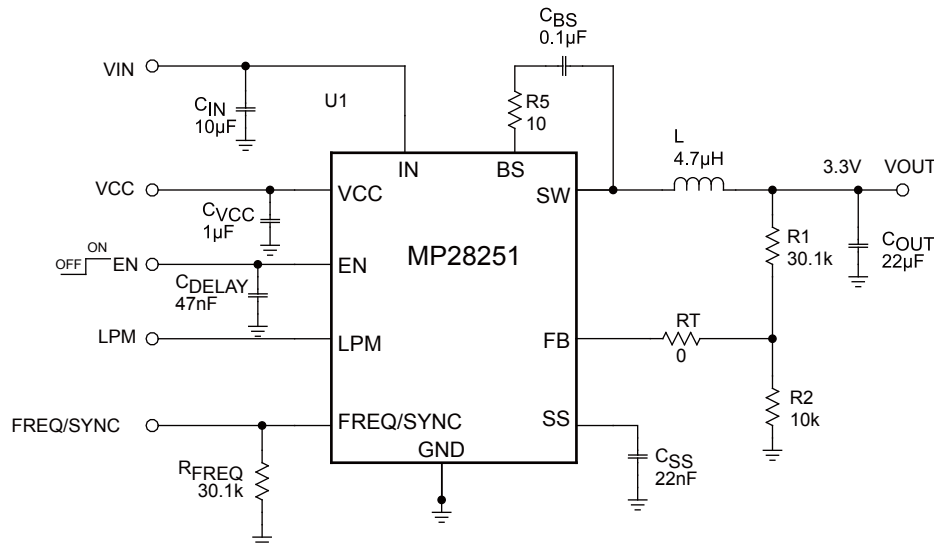 CBS
0.1µF
VIN
CIN
10µF
U1
R5
10
IN
BS
L
4.7µH
3.3V
VOUT
VCC
CVCC
1µF
VCC
SW
R1
30.1k
COUT
22µF
ON
OFF
EN
CDELAY
47nF
EN
MP28251
LPM
LPM
FB
RT
0
R2
10k
FREQ/SYNC
FREQ/SYNC
SS
GND
RFREQ
30.1k
CSS
22nF